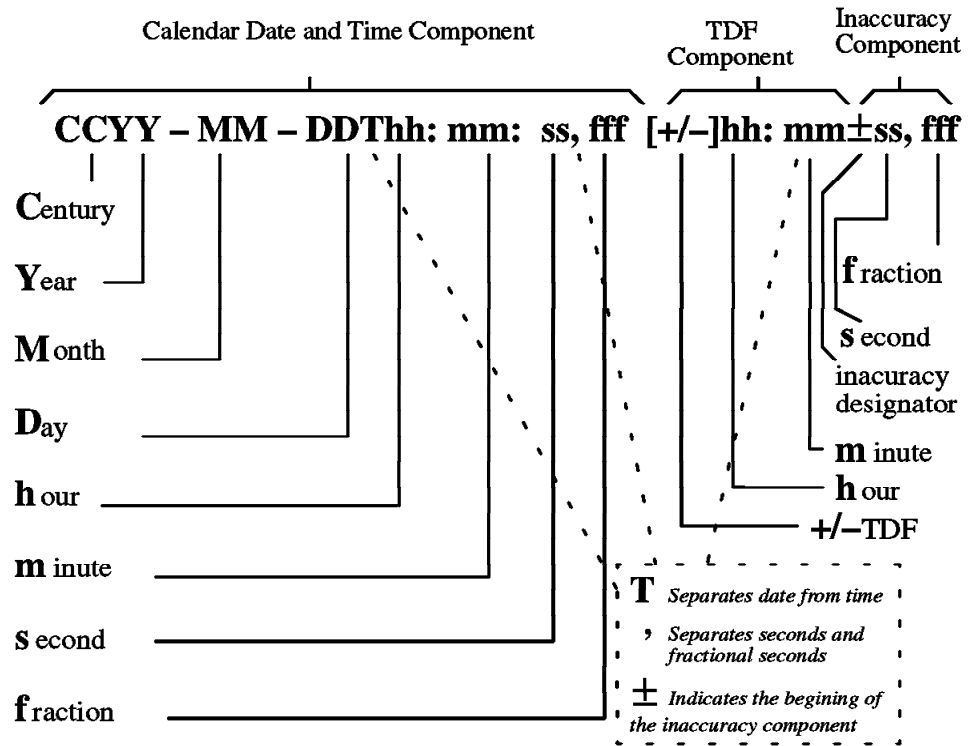 Calendar Date and Time Component
TDF
Component
Inaccuracy
Component
CCYY – MM – DDThh: mm: ss, fff [+/–]hh: mm±ss, fff
Century
Year
Month
Day
hour
minute
second
fraction
fraction
second
inacuracy
designator
minute
hour
+/–TDF
T Separates date from time
, Separates seconds and
fractional seconds
± Indicates the begining of
the inaccuracy component